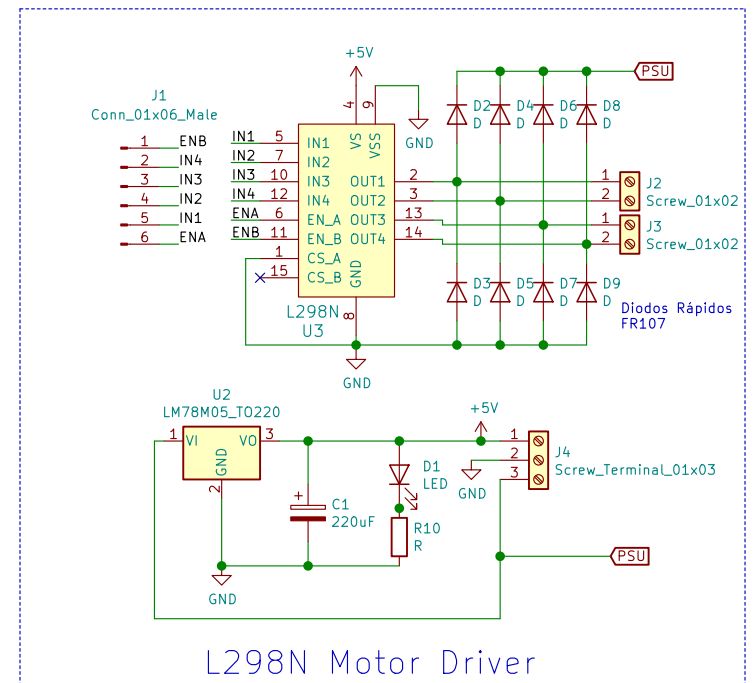 +5V
PSU
J1
Conn_01x06_Male
1 ENB
2 IN4
3 IN3
4 IN2
5 IN1
6 ENA
IN1 5 IN1
IN2 7 IN2
IN3 10 IN3
IN4 12 IN4
ENA 6 EN_A
ENB 11 EN_B
1 CS_A
15 CS_B
4 VS
9 VSS
GND
OUT1 2
OUT2 3
OUT3 13
OUT4 14
GND 8
L298N
U3
GND
D2 D
D4 D
D6 D
D8 D
1 J2
2 Screw_01x02
1 J3
2 Screw_01x02
D3 D
D5 D
D7 D
D9 D
Diodos Rápidos
FR107
U2
LM78M05_TO220
1 VI VO 3
GND
2
GND
C1
220uF
+
D1
LED
R10
R
+5V
GND
1
2
3
J4
Screw_Terminal_01x03
PSU
L298N Motor Driver